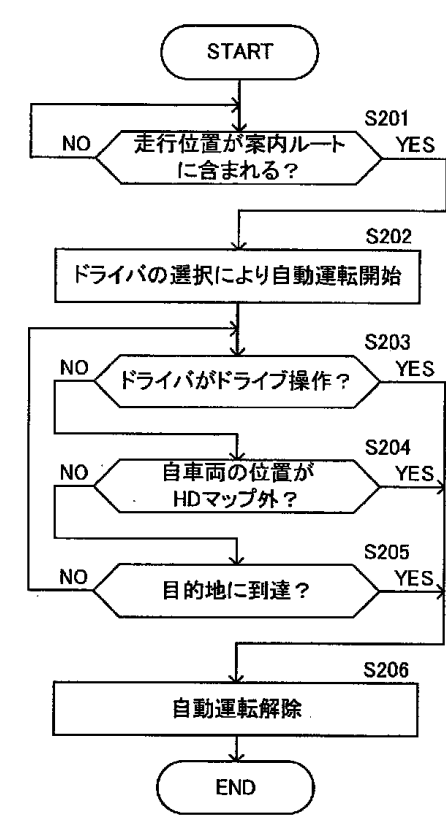 START
S201
NO
走行位置が案内ルート
に含まれる？
YES
S202
ドライバの選択により自動運転開始
S203
NO
ドライバがドライブ操作？
YES
S204
NO
自車両の位置が
HDマップ外？
YES
S205
NO
目的地に到達？
YES
S206
自動運転解除
END